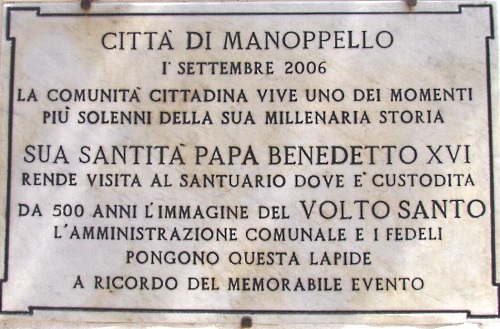 CITTÀ DI MANOPPELLO
1° SETTEMBRE 2006
LA COMUNITA' CITTADINA VIVE UNO DEI MOMENTI
PIU' SOLENNI DELLA SUA MILLENARIA STORIA
SUA SANTITÀ PAPA BENEDETTO XVI
RENDE VISITA AL SANTUARIO DOVE E' CUSTODITA
DA 500 ANNI L'IMMAGINE DEL VOLTO SANTO
L'AMMINISTRAZIONE COMUNALE E I FEDELI
PONGONO QUESTA LAPIDE
A RICORDO DEL MEMORABILE EVENTO